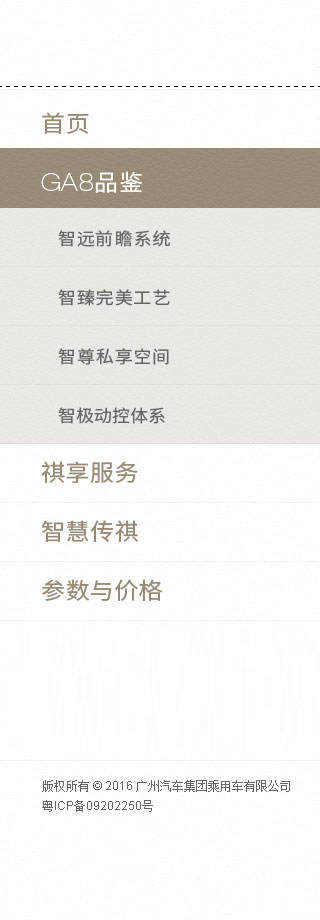 首页
GA8品鉴
智远前瞻系统
智臻完美工艺
智尊私享空间
智极动控体系
祺享服务
智慧传祺
参数与价格
版权所有 © 2016 广州汽车集团乘用车有限公司
粤ICP备09202250号